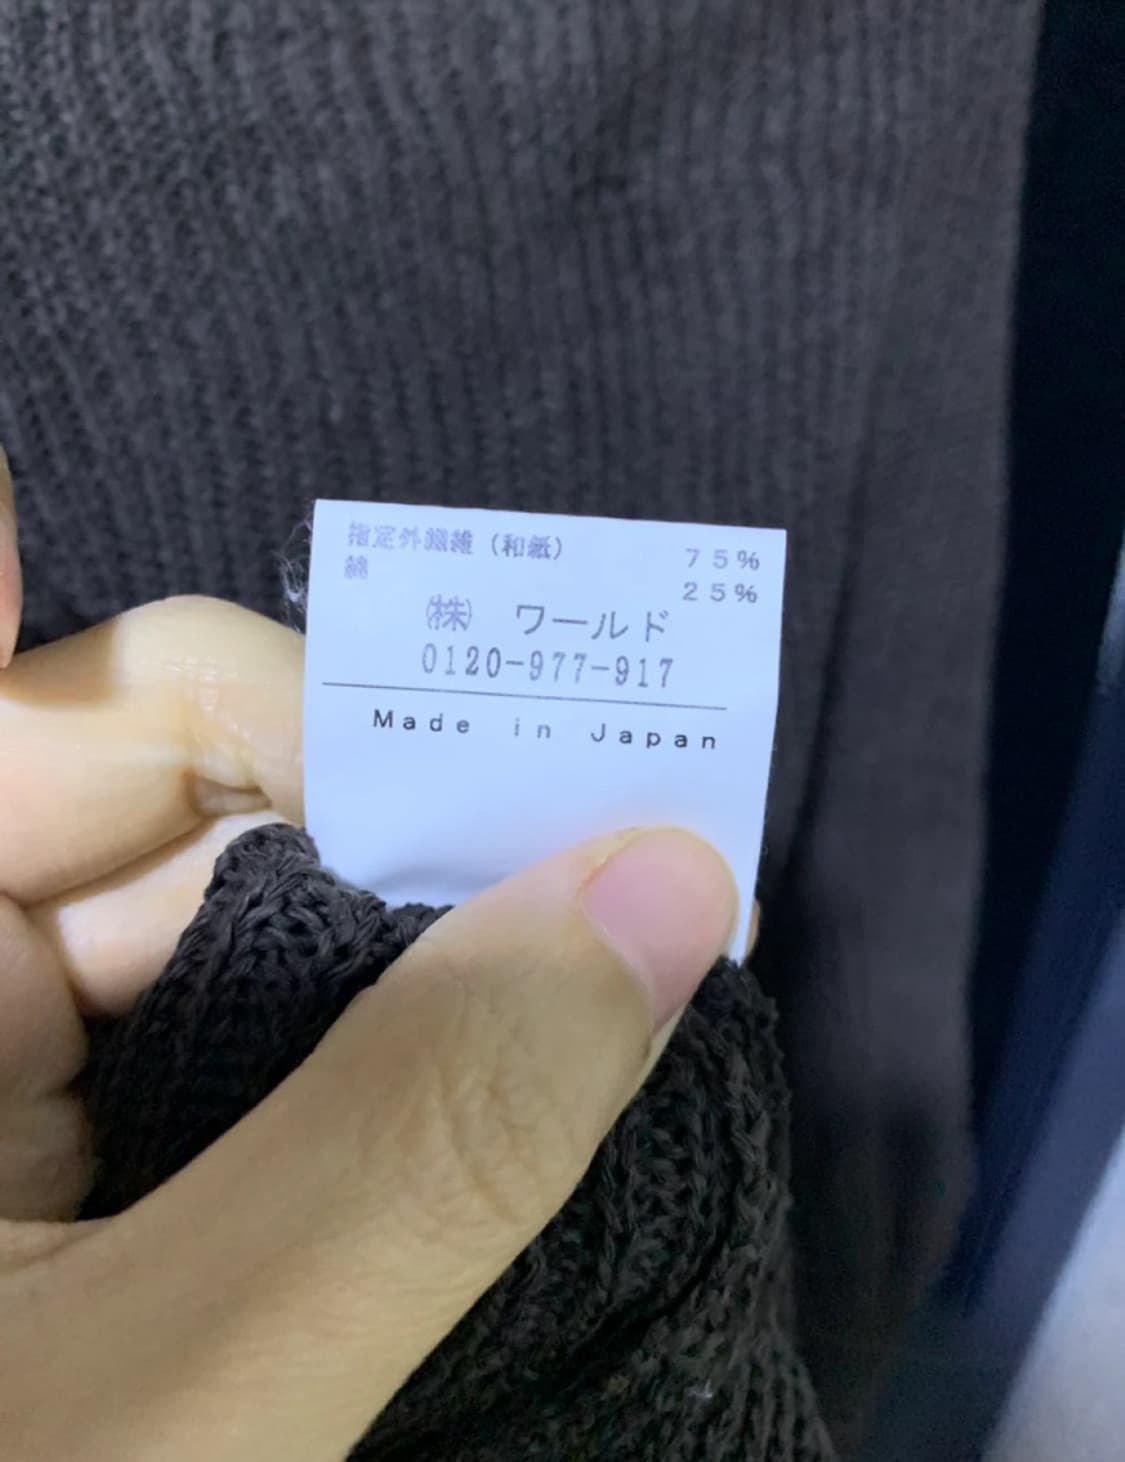 指定外繊維（和紙） 75%
綿 25%
㈱ ワールド
0120-977-917
Made in Japan